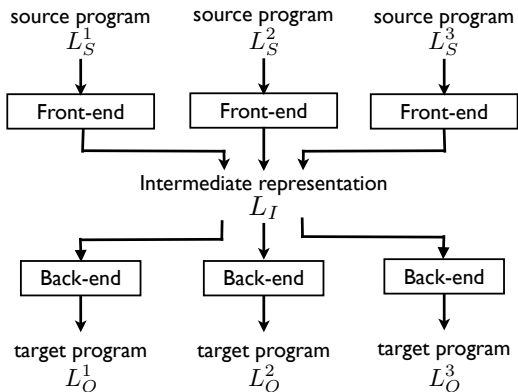 source program source program source program
L_S^1 L_S^2 L_S^3
Front-end Front-end Front-end
Intermediate representation
L_I
Back-end Back-end Back-end
target program target program target program
L_O^1 L_O^2 L_O^3